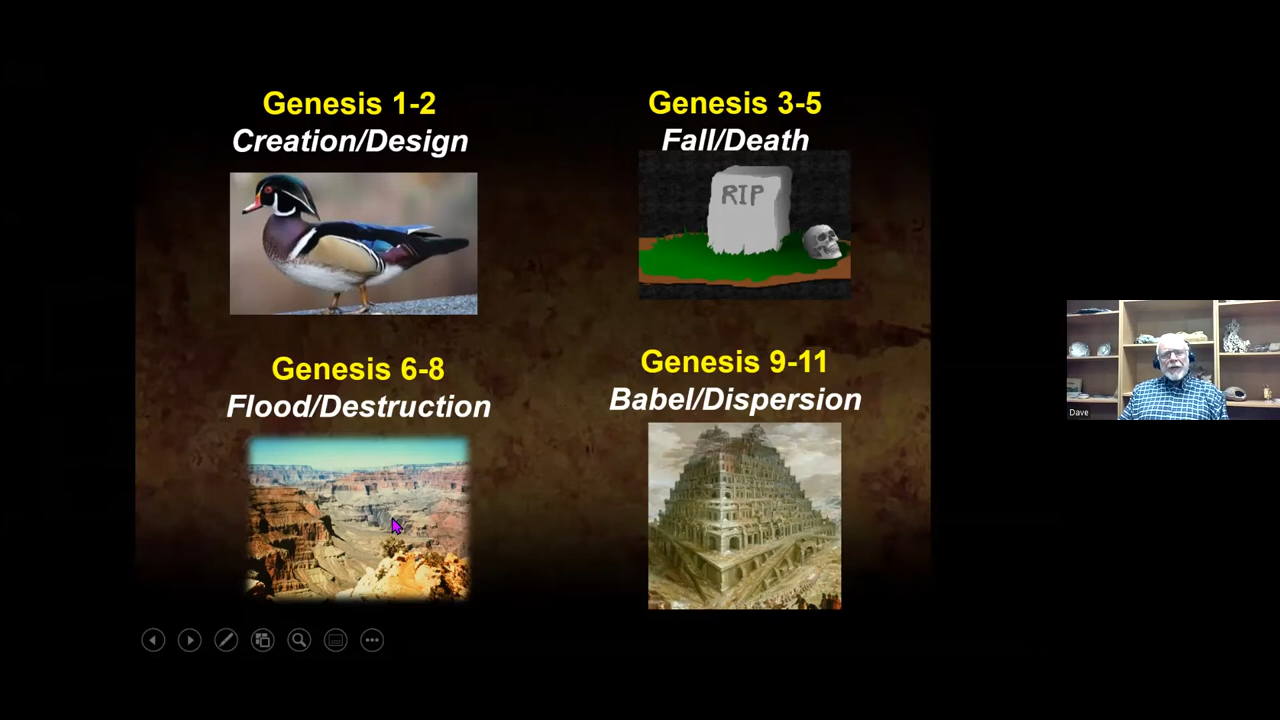 Genesis 1-2
Creation/Design
Genesis 3-5
Fall/Death
RIP
Genesis 6-8
Flood/Destruction
Genesis 9-11
Babel/Dispersion
Dave